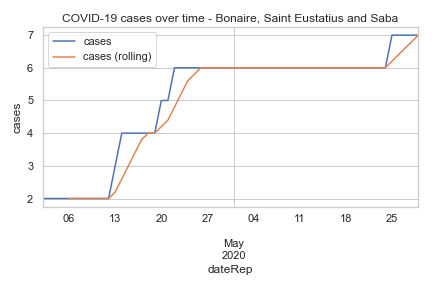 COVID-19 cases over time - Bonaire, Saint Eustatius and Saba
cases
cases (rolling)
7
6
5
4
3
2
cases
06 13 20 27 04 11 18 25
May
2020
dateRep